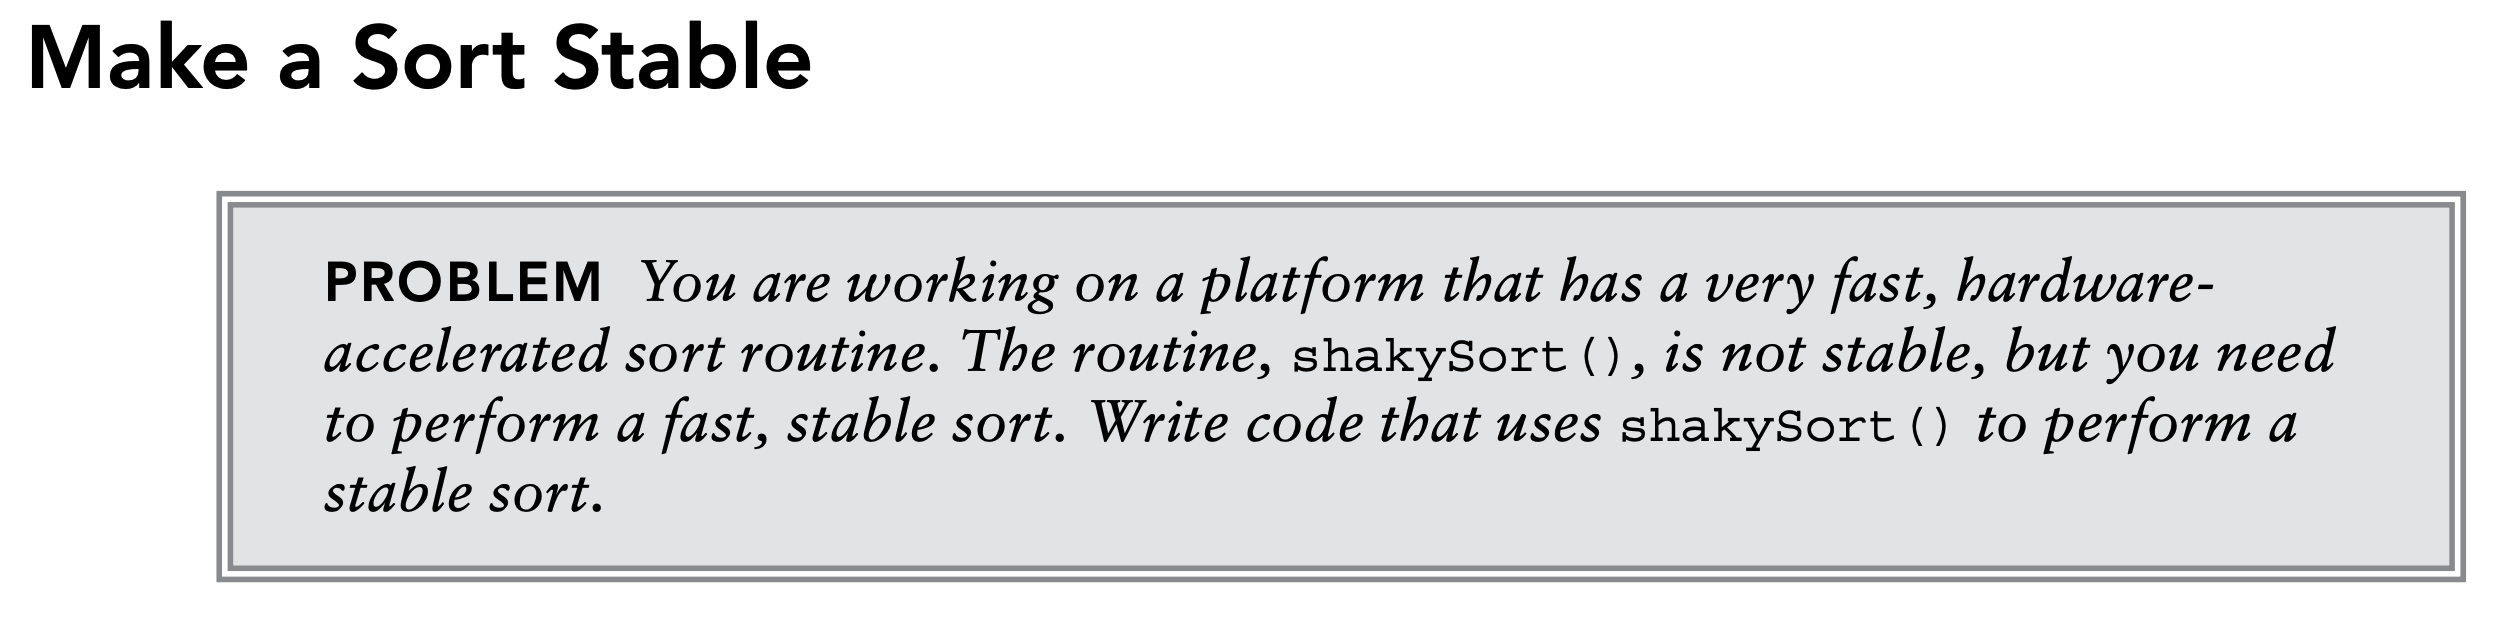 Make a Sort Stable
PROBLEM You are working on a platform that has a very fast, hardware-
accelerated sort routine. The routine, shakySort(), is not stable, but you need
to perform a fast, stable sort. Write code that uses shakySort() to perform a
stable sort.